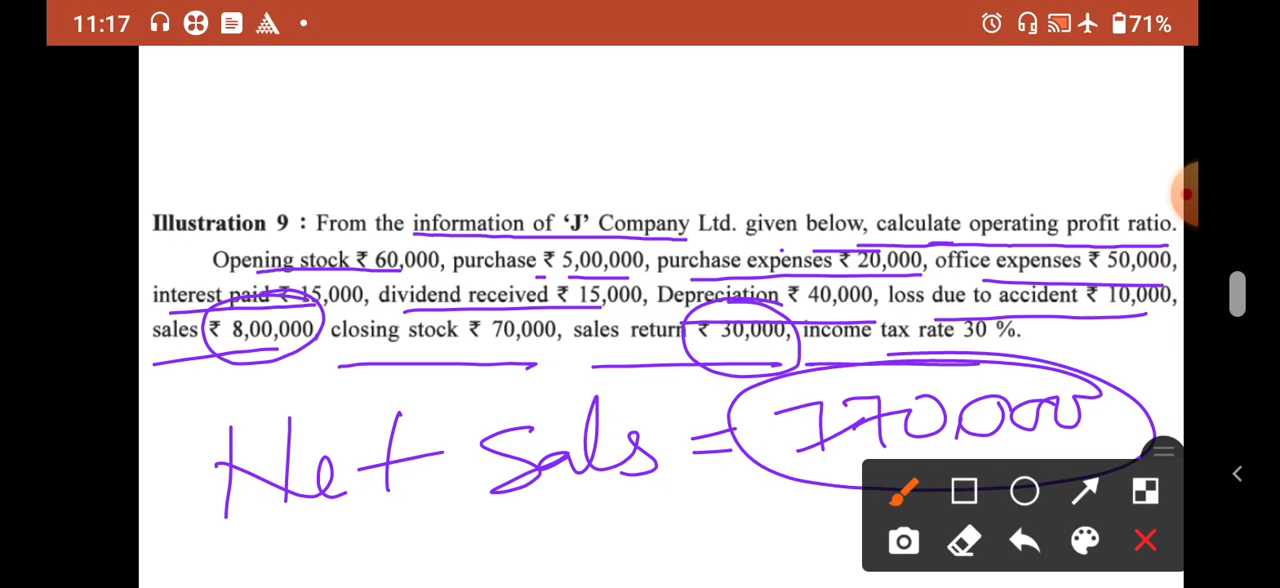 11:17 71%
Illustration 9 : From the information of ‘J’ Company Ltd. given below, calculate operating profit ratio.
Opening stock ₹ 60,000, purchase ₹ 5,00,000, purchase expenses ₹ 20,000, office expenses ₹ 50,000,
interest paid ₹ 15,000, dividend received ₹ 15,000, Depreciation ₹ 40,000, loss due to accident ₹ 10,000,
sales ₹ 8,00,000, closing stock ₹ 70,000, sales return ₹ 30,000, income tax rate 30 %.
Net Sales = 770000